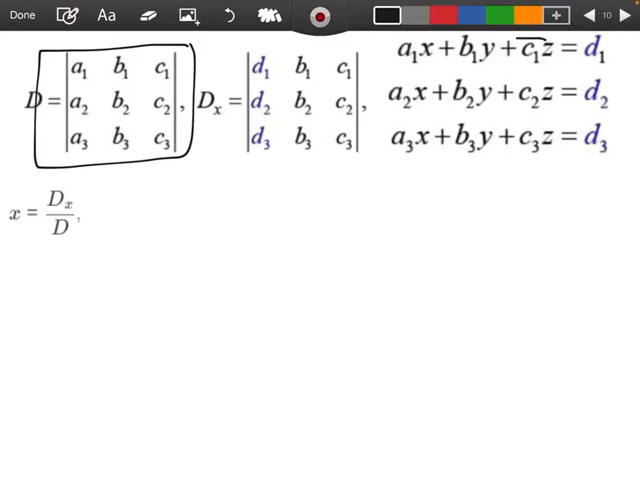 Done Aa 10
D = |a₁ b₁ c₁|, Dₓ = |d₁ b₁ c₁|, a₁x + b₁y + c₁z = d₁
|a₂ b₂ c₂| |d₂ b₂ c₂| a₂x + b₂y + c₂z = d₂
|a₃ b₃ c₃| |d₃ b₃ c₃| a₃x + b₃y + c₃z = d₃
x = Dₓ/D,